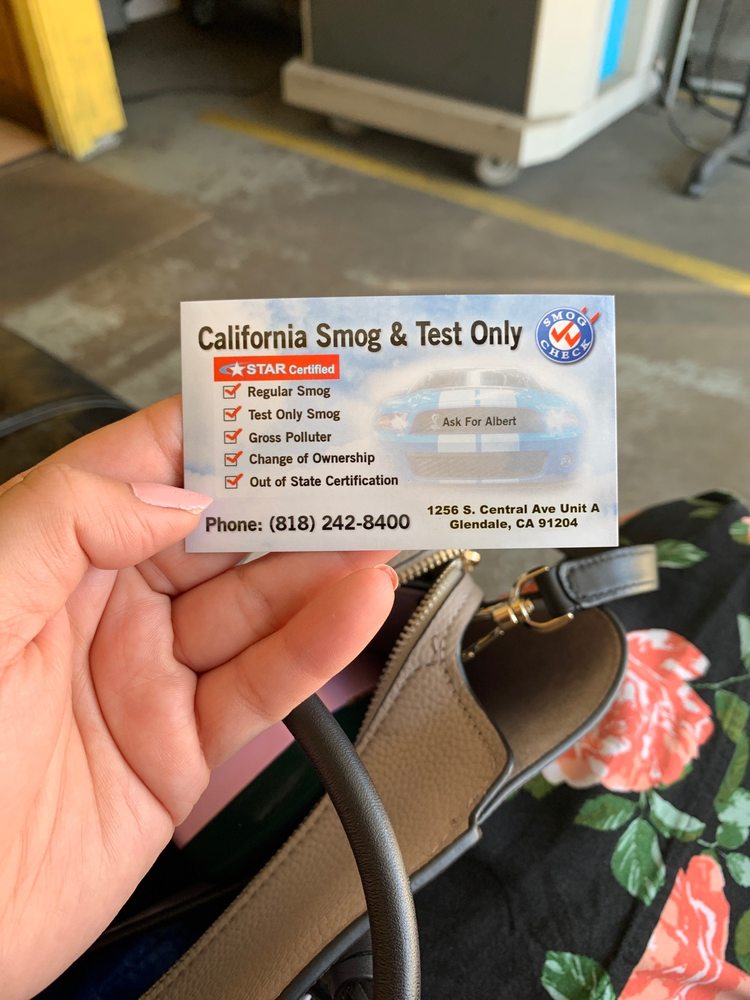 California Smog & Test Only
SMOG CHECK
STAR Certified
Regular Smog
Test Only Smog
Gross Polluter
Change of Ownership
Out of State Certification
Ask For Albert
Phone: (818) 242-8400
1256 S. Central Ave Unit A
Glendale, CA 91204